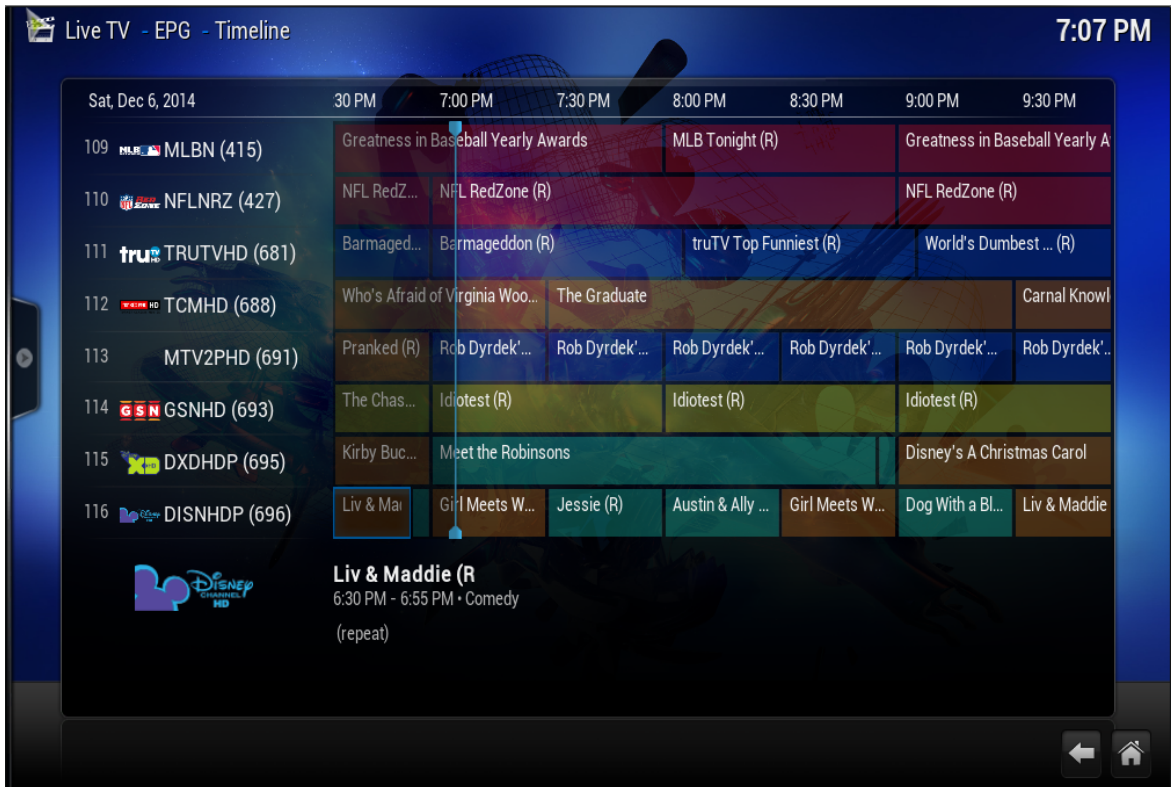 Live TV - EPG - Timeline
7:07 PM
Sat, Dec 6, 2014 :30 PM 7:00 PM 7:30 PM 8:00 PM 8:30 PM 9:00 PM 9:30 PM
109 MLB MLBN (415) Greatness in Baseball Yearly Awards MLB Tonight (R) Greatness in Baseball Yearly A
110 RED ZONE NFLNRZ (427) NFL RedZ... NFL RedZone (R) NFL RedZone (R)
111 truTV HD TRUTVHD (681) Barmaged... Barmageddon (R) truTV Top Funniest (R) World's Dumbest ... (R)
112 TCM HD TCMHD (688) Who's Afraid of Virginia Woo... The Graduate Carnal Knowl
113 MTV2PHD (691) Pranked (R) Rob Dyrdek'... Rob Dyrdek'... Rob Dyrdek'... Rob Dyrdek'... Rob Dyrdek'... Rob Dyrdek'..
114 GSN GSNHD (693) The Chas... Idiotest (R) Idiotest (R) Idiotest (R)
115 XD HD DXDHDP (695) Kirby Buc... Meet the Robinsons Disney's A Christmas Carol
116 DISNHDP (696) Liv & Mad Girl Meets W... Jessie (R) Austin & Ally ... Girl Meets W... Dog With a Bl... Liv & Maddie
DISNEY
CHANNEL
HD
Liv & Maddie (R
6:30 PM - 6:55 PM • Comedy
(repeat)